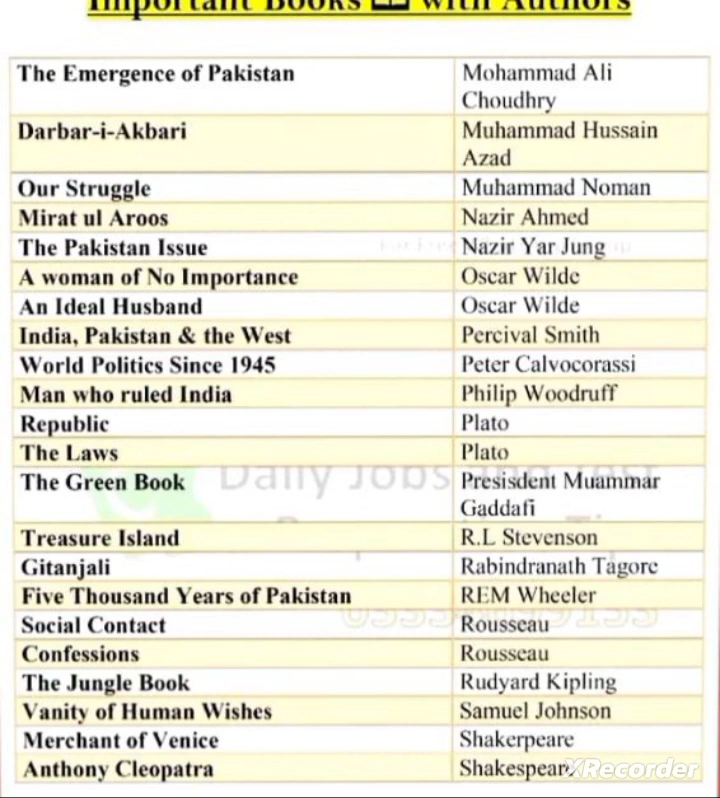 Important Books with Authors
The Emergence of Pakistan Mohammad Ali
Choudhry
Darbar-i-Akbari Muhammad Hussain
Azad
Our Struggle Muhammad Noman
Mirat ul Aroos Nazir Ahmed
The Pakistan Issue Nazir Yar Jung
A woman of No Importance Oscar Wilde
An Ideal Husband Oscar Wilde
India, Pakistan & the West Percival Smith
World Politics Since 1945 Peter Calvocorassi
Man who ruled India Philip Woodruff
Republic Plato
The Laws Plato
The Green Book Presisdent Muammar
Gaddafi
Daily Jobs and Test
Treasure Island R.L Stevenson
Gitanjali Rabindranath Tagore
Five Thousand Years of Pakistan REM Wheeler
Social Contact Rousseau
Confessions Rousseau
The Jungle Book Rudyard Kipling
Vanity of Human Wishes Samuel Johnson
Merchant of Venice Shakerpeare
Anthony Cleopatra Shakespeare
XRecorder